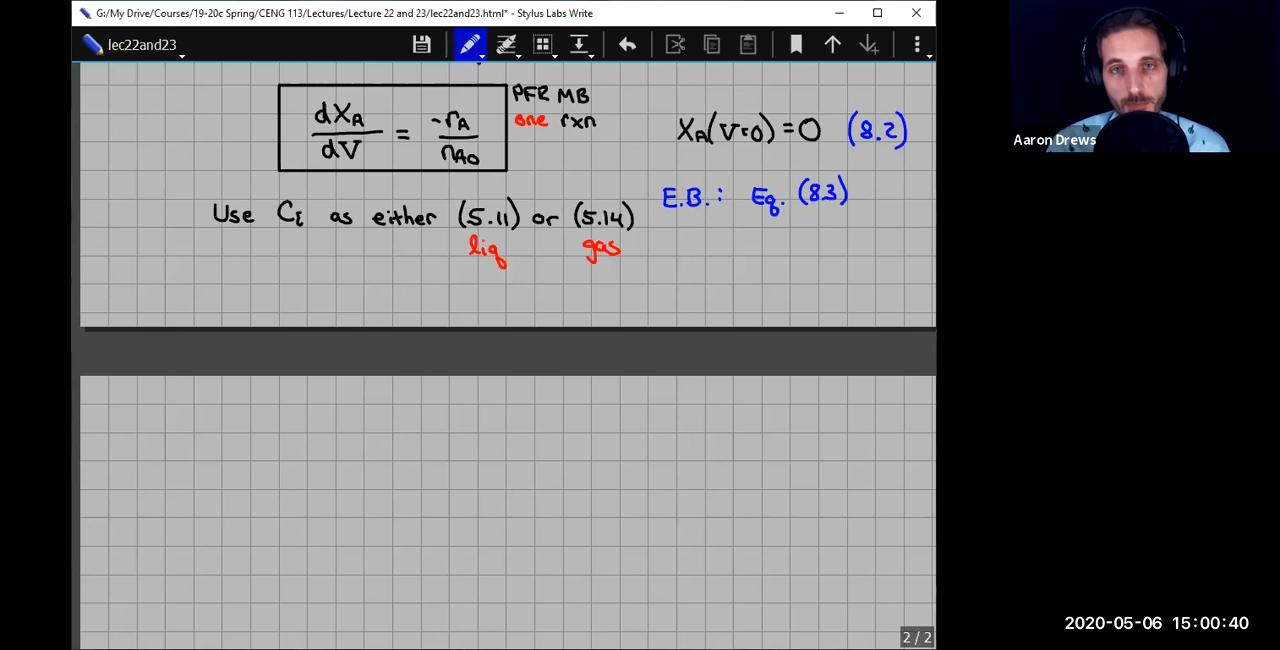 G:/My Drive/Courses/19-20c Spring/CENG 113/Lectures/Lecture 22 and 23/lec22and23.html* - Stylus Labs Write
lec22and23
dX_A/dV = -r_A/n_A0
PFR MB
one rxn
X_A(V=0) = 0 (8.2)
E.B.: Eq. (8.3)
Use C_i as either (5.11) or (5.14)
liq gas
2 / 2
Aaron Drews
2020-05-06 15:00:40